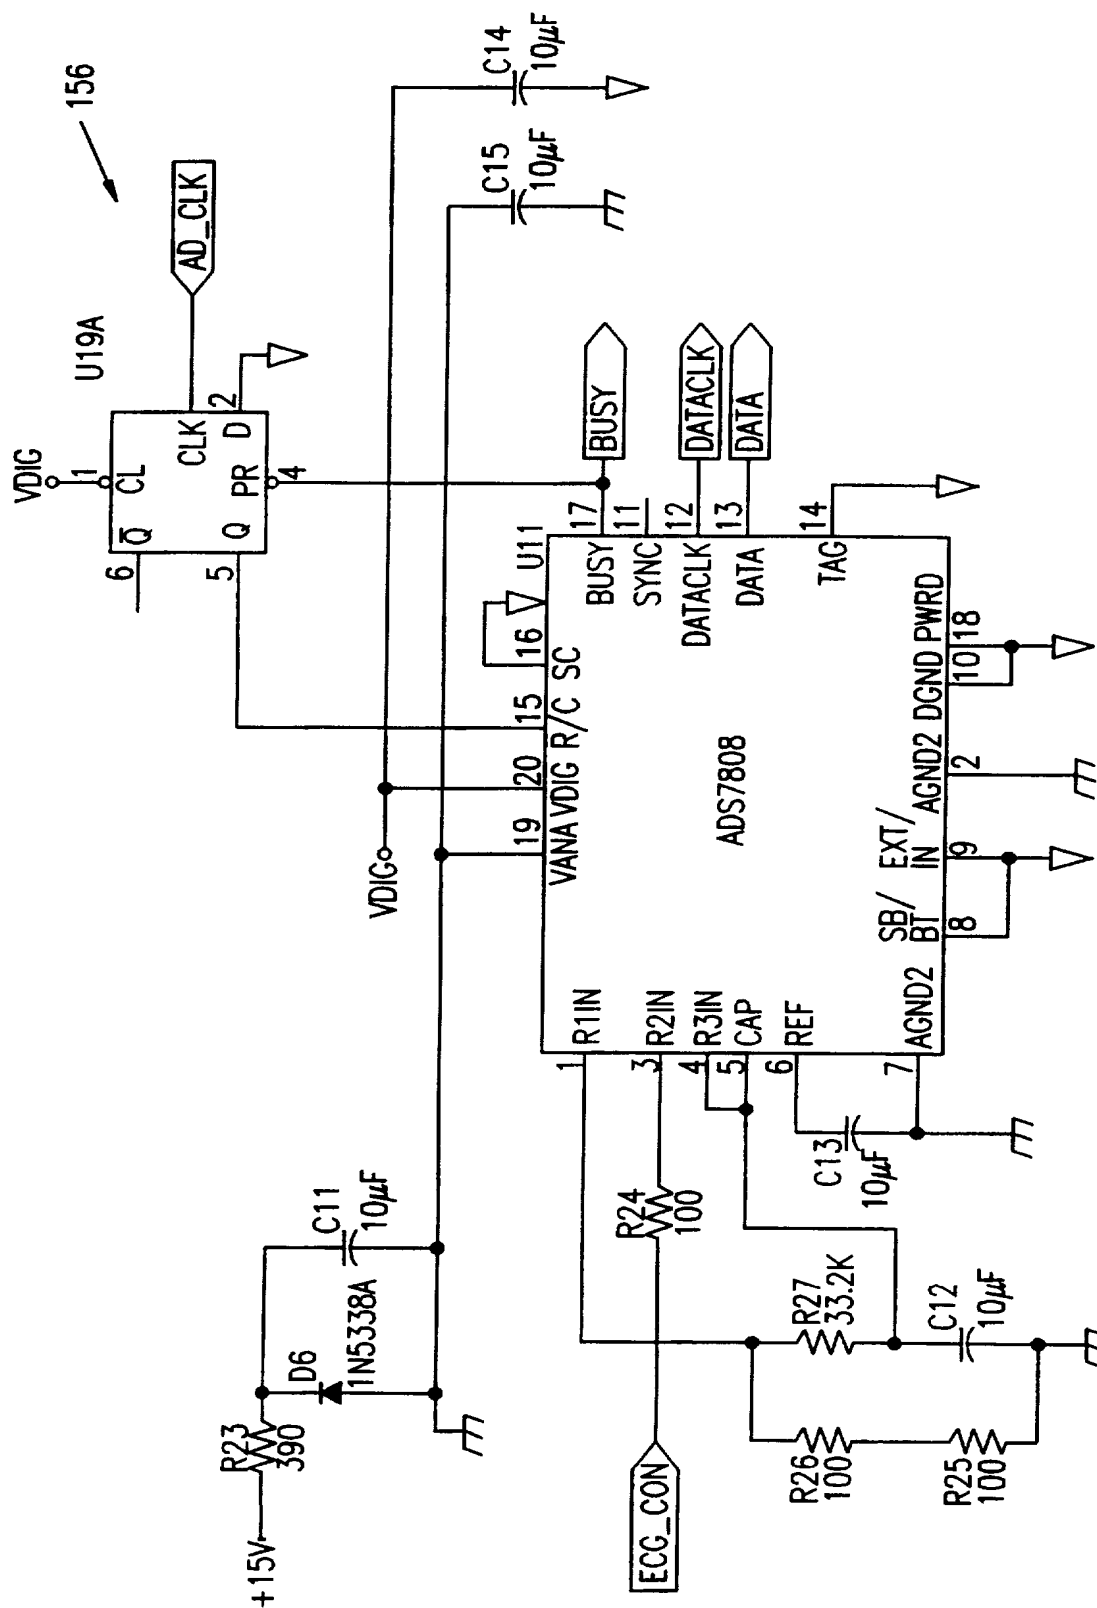 156
AD_CLK
U19A
VDIG
1
CL
CLK
2
D
PR
4
Q
6
Q
5
C14
10µF
C15
10µF
+15V
R23
390
D6
1N5338A
C11
10µF
VDIG
19
VANA
20
VDIG
15
R/C
16
SC
U11
17
BUSY
BUSY
11
SYNC
12
DATACLK
DATACLK
13
DATA
DATA
14
TAG
ADS7808
R1IN
1
R2IN
3
R3IN
4
CAP
5
REF
6
AGND2
7
SB/
BT
8
EXT/
IN
9
AGND2
2
DGND
10
PWRD
18
ECG_CON
R24
100
C13
10µF
R27
33.2K
C12
10µF
R26
100
R25
100